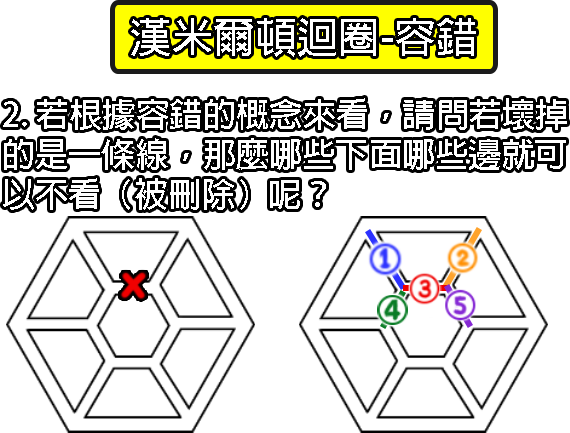 漢米爾頓迴圈-容錯
2. 若根據容錯的概念來看，請問若壞掉
的是一條線，那麼哪些下面哪些邊就可
以不看（被刪除）呢？
1 2
3
4 5